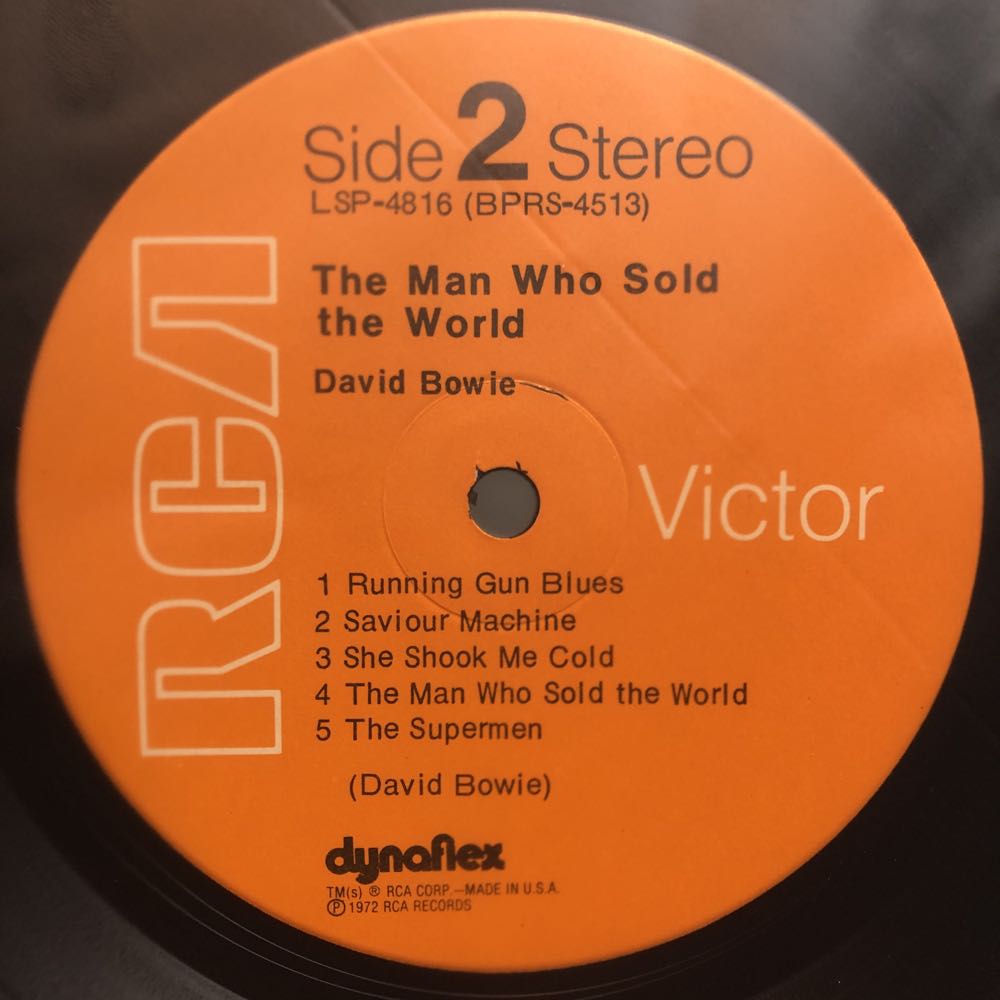 Side 2 Stereo
LSP-4816 (BPRS-4513)
The Man Who Sold
the World
David Bowie
RCA
Victor
1 Running Gun Blues
2 Saviour Machine
3 She Shook Me Cold
4 The Man Who Sold the World
5 The Supermen
(David Bowie)
dynaflex
TM(s) ® RCA CORP.—MADE IN U.S.A.
℗ 1972 RCA RECORDS